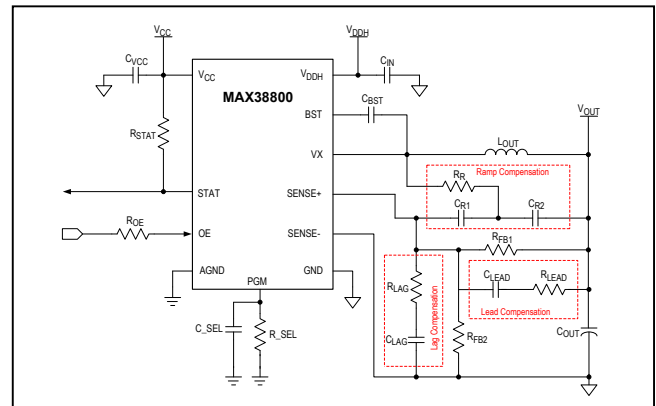 VCC
VDDH
CVCC
CIN
VCC
VDDH
MAX38800
CBST
BST
VOUT
RSTAT
LOUT
VX
Ramp Compensation
RR
STAT
SENSE+
CR1
CR2
ROE
RFB1
OE
SENSE-
CLEAD
RLEAD
AGND
GND
RLAG
Lead Compensation
PGM
Lag Compensation
COUT
C_SEL
R_SEL
CLAG
RFB2